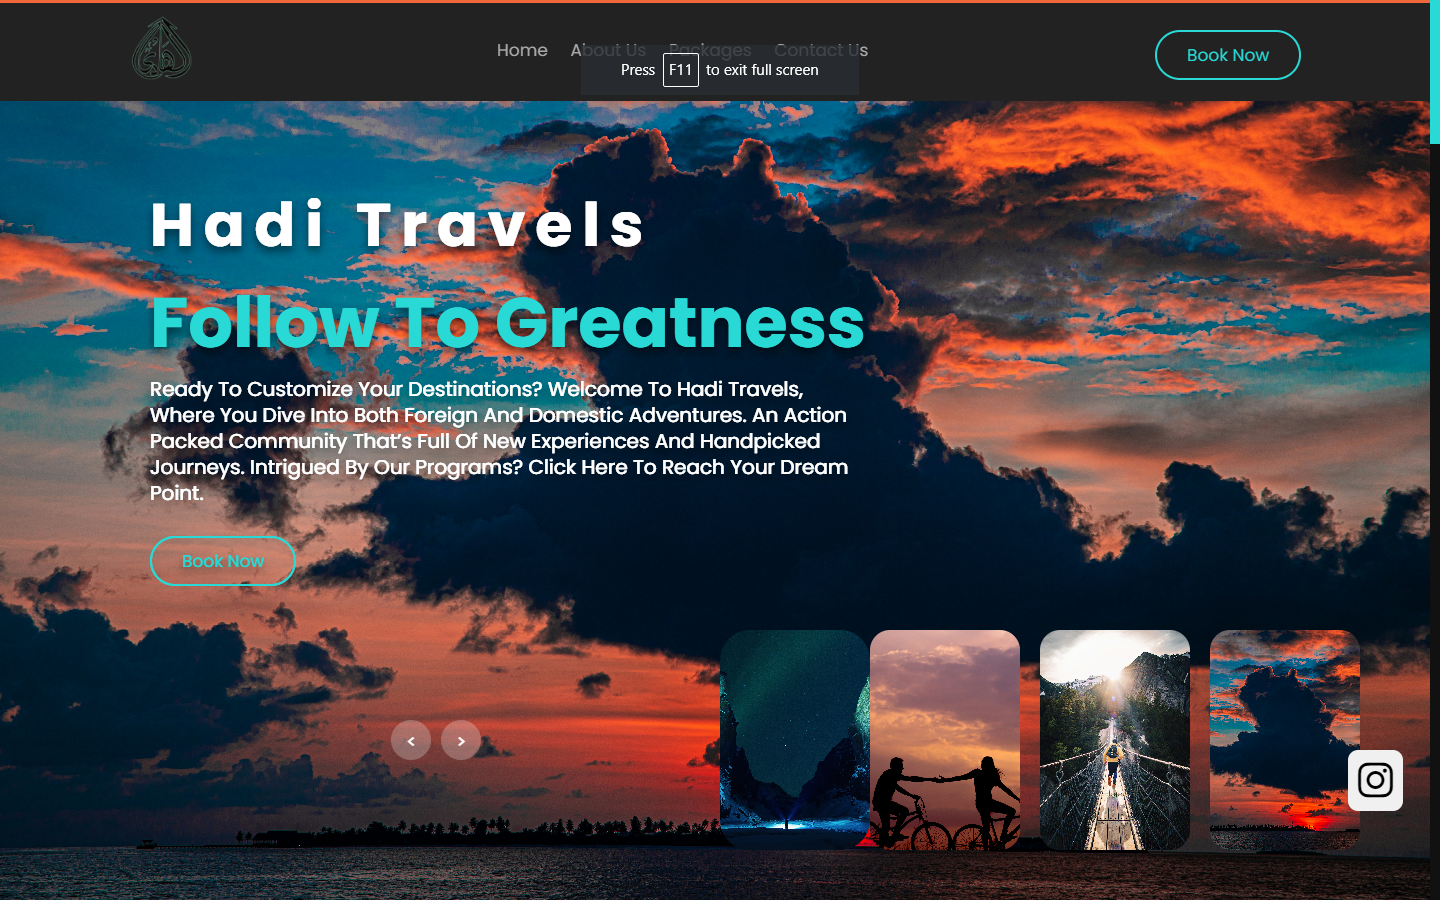 Home About Us Packages Contact Us
Book Now
Press F11 to exit full screen
Hadi Travels
Follow To Greatness
Ready To Customize Your Destinations? Welcome To Hadi Travels,
Where You Dive Into Both Foreign And Domestic Adventures. An Action
Packed Community That's Full Of New Experiences And Handpicked
Journeys. Intrigued By Our Programs? Click Here To Reach Your Dream
Point.
Book Now